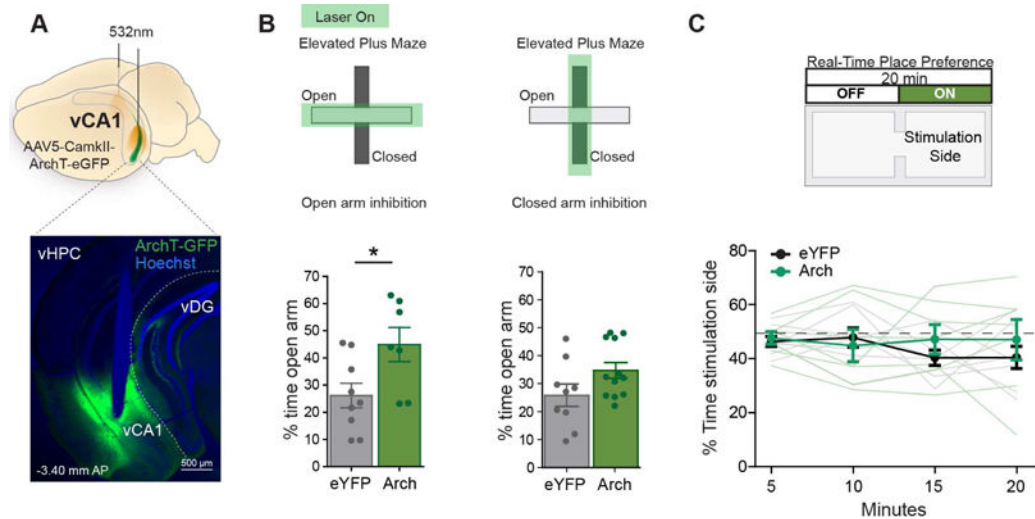 A
532nm
vCA1
AAV5-CamkII-
ArchT-eGFP
vHPC
ArchT-GFP
Hoechst
vDG
vCA1
-3.40 mm AP
500 µm
B
Laser On
Elevated Plus Maze
Open
Closed
Open arm inhibition
% time open arm
70
60
50
40
30
20
10
0
*
eYFP
Arch
Elevated Plus Maze
Open
Closed
Closed arm inhibition
% time open arm
70
60
50
40
30
20
10
0
eYFP
Arch
C
Real-Time Place Preference
20 min
OFF
ON
Stimulation
Side
% Time stimulation side
80
60
40
20
0
eYFP
Arch
5
10
15
20
Minutes